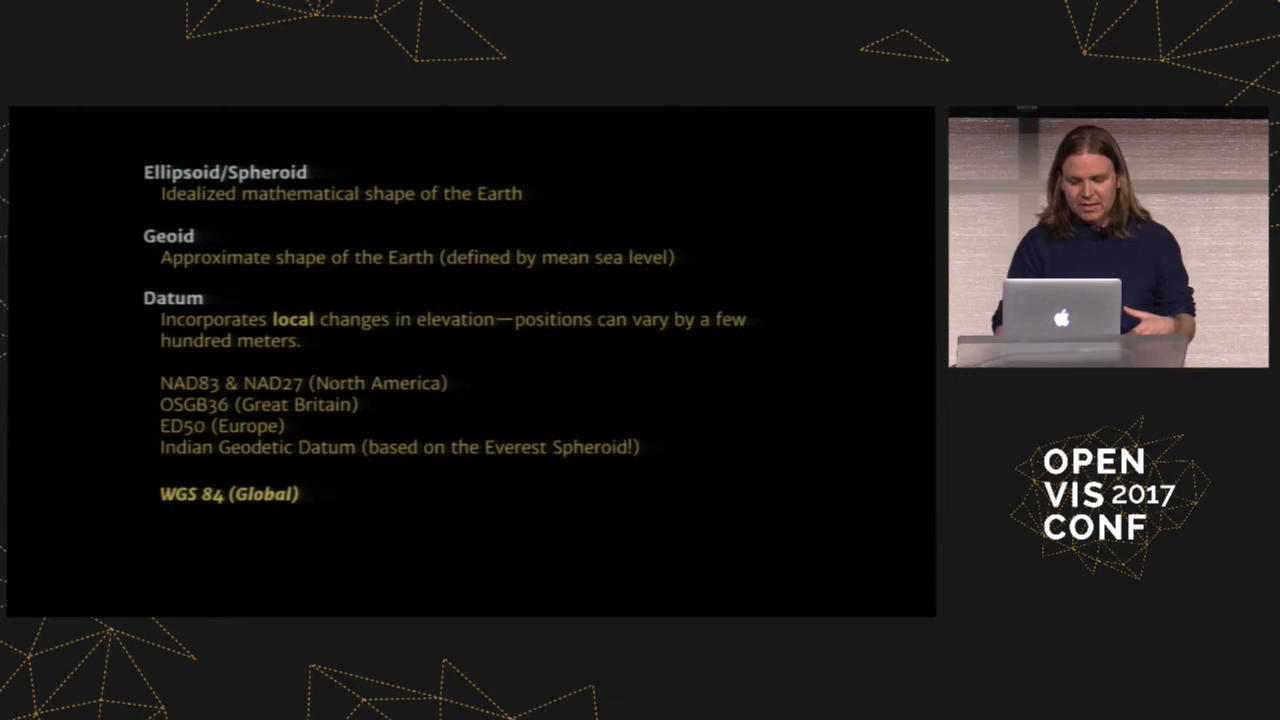 Ellipsoid/Spheroid
Idealized mathematical shape of the Earth
Geoid
Approximate shape of the Earth (defined by mean sea level)
Datum
Incorporates local changes in elevation—positions can vary by a few
hundred meters.
NAD83 & NAD27 (North America)
OSGB36 (Great Britain)
ED50 (Europe)
Indian Geodetic Datum (based on the Everest Spheroid!)
WGS 84 (Global)
OPEN
VIS 2017
CONF